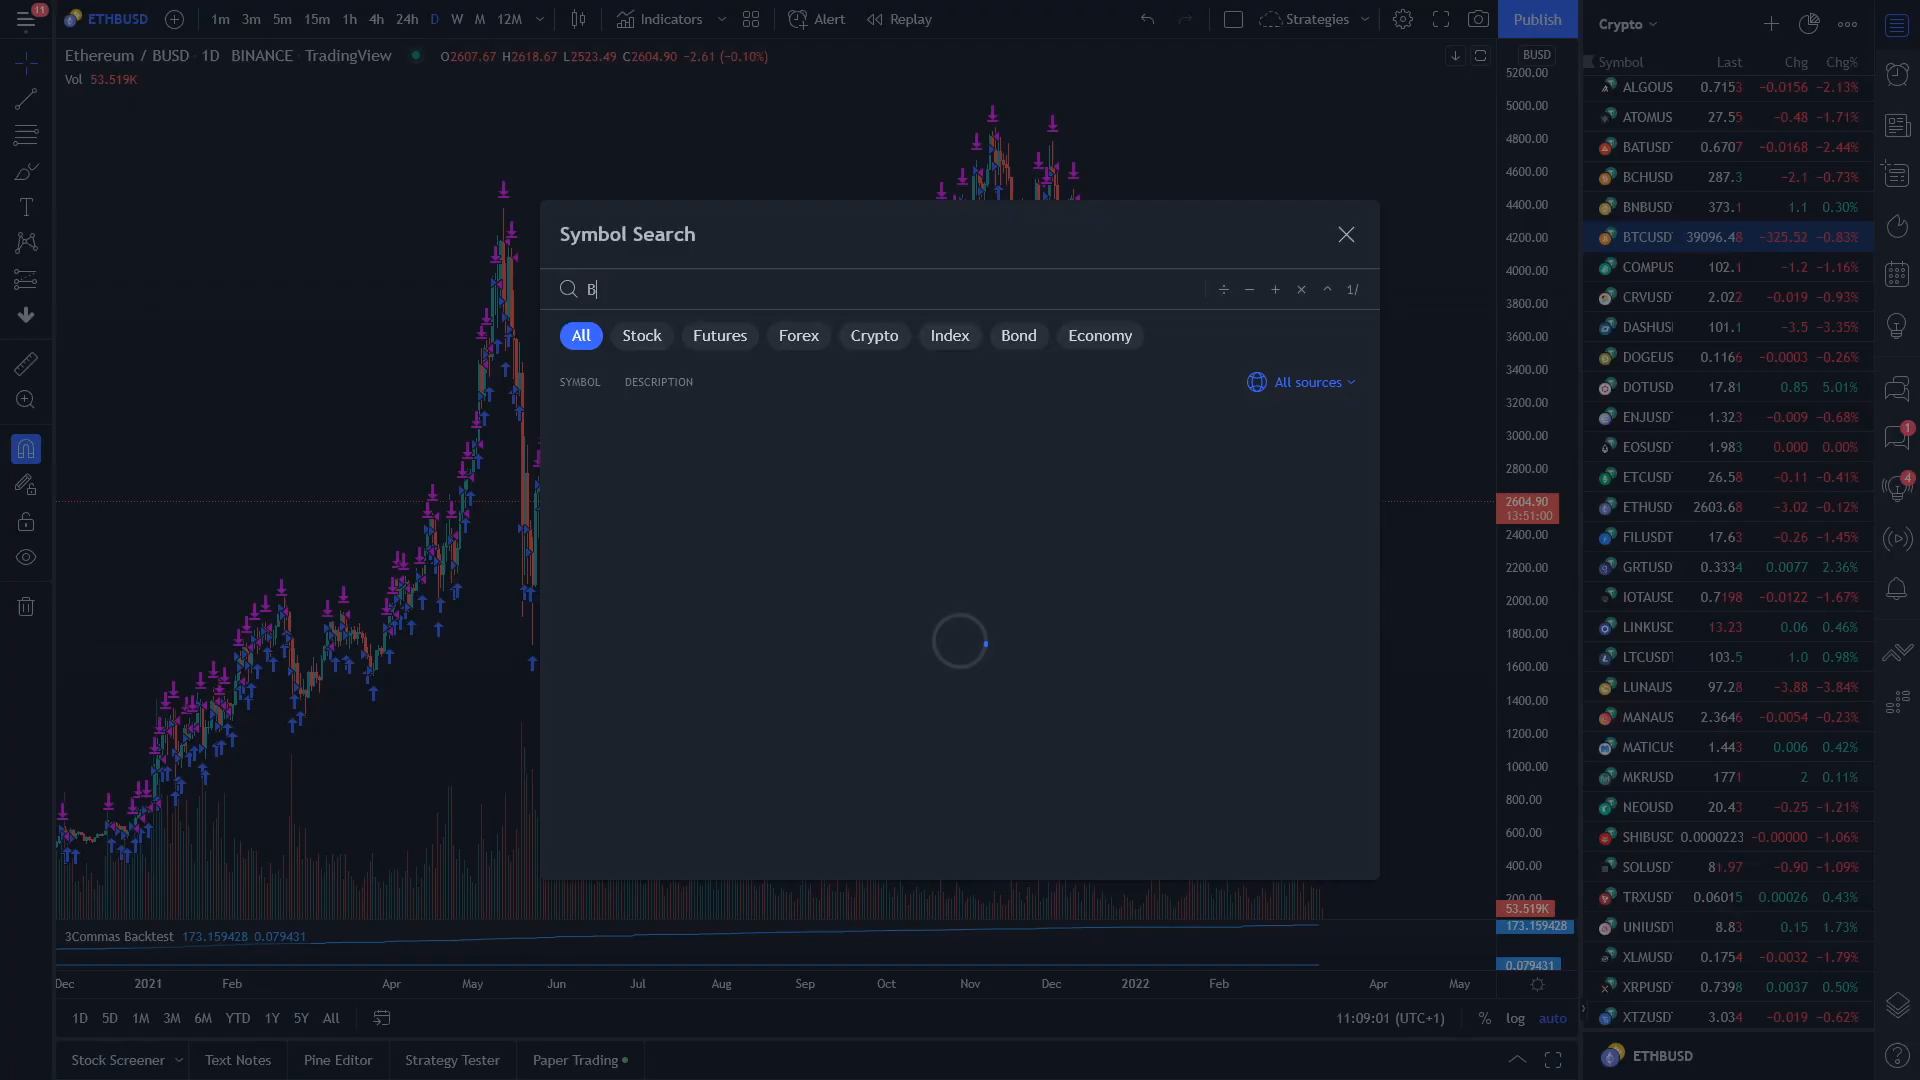 11
ETHBUSD
1m 3m 5m 15m 1h 4h 24h D W M 12M
Indicators
Alert
Replay
Strategies
Publish
Crypto
Ethereum / BUSD · 1D · BINANCE · TradingView
O2607.67 H2618.67 L2523.49 C2604.90 −2.61 (−0.10%)
Vol 53.519K
BUSD
5200.00
5000.00
4800.00
4600.00
4400.00
4200.00
4000.00
3800.00
3600.00
3400.00
3200.00
3000.00
2800.00
2604.90
13:51:00
2400.00
2200.00
2000.00
1800.00
1600.00
1400.00
1200.00
1000.00
800.00
600.00
400.00
200.00
53.519K
173.159428
0.079431
Symbol Search
B
÷ − + × ^ 1/
All Stock Futures Forex Crypto Index Bond Economy
SYMBOL DESCRIPTION
All sources
Symbol Last Chg Chg%
ALGOUS 0.7153 −0.0156 −2.13%
ATOMUS 27.55 −0.48 −1.71%
BATUSD 0.6707 −0.0168 −2.44%
BCHUSD 287.3 −2.1 −0.73%
BNBUSD 373.1 1.1 0.30%
BTCUSD 39096.48 −325.52 −0.83%
COMPUS 102.1 −1.2 −1.16%
CRVUSD 2.022 −0.019 −0.93%
DASHUS 101.1 −3.5 −3.35%
DOGEUS 0.1166 −0.0003 −0.26%
DOTUSD 17.81 0.85 5.01%
ENJUSD 1.323 −0.009 −0.68%
EOSUSD 1.983 0.000 0.00%
ETCUSD 26.58 −0.11 −0.41%
ETHUSD 2603.68 −3.02 −0.12%
FILUSDT 17.63 −0.26 −1.45%
GRTUSD 0.3334 0.0077 2.36%
IOTAUS 0.7198 −0.0122 −1.67%
LINKUSD 13.23 0.06 0.46%
LTCUSDT 103.5 1.0 0.98%
LUNAUS 97.28 −3.88 −3.84%
MANAUS 2.3646 −0.0054 −0.23%
MATICUS 1.443 0.006 0.42%
MKRUSD 1771 2 0.11%
NEOUSD 20.43 −0.25 −1.21%
SHIBUSD 0.0000223 −0.00000 −1.06%
SOLUSD 81.97 −0.90 −1.09%
TRXUSD 0.06015 0.00026 0.43%
UNIUSDT 8.83 0.15 1.73%
XLMUSD 0.1754 −0.0032 −1.79%
XRPUSD 0.7398 0.0037 0.50%
XTZUSD 3.034 −0.019 −0.62%
1
4
3Commas Backtest 173.159428 0.079431
Dec 2021 Feb Apr May Jun Jul Aug Sep Oct Nov Dec 2022 Feb Apr May
1D 5D 1M 3M 6M YTD 1Y 5Y All
11:09:01 (UTC+1) % log auto
Stock Screener Text Notes Pine Editor Strategy Tester Paper Trading
ETHBUSD